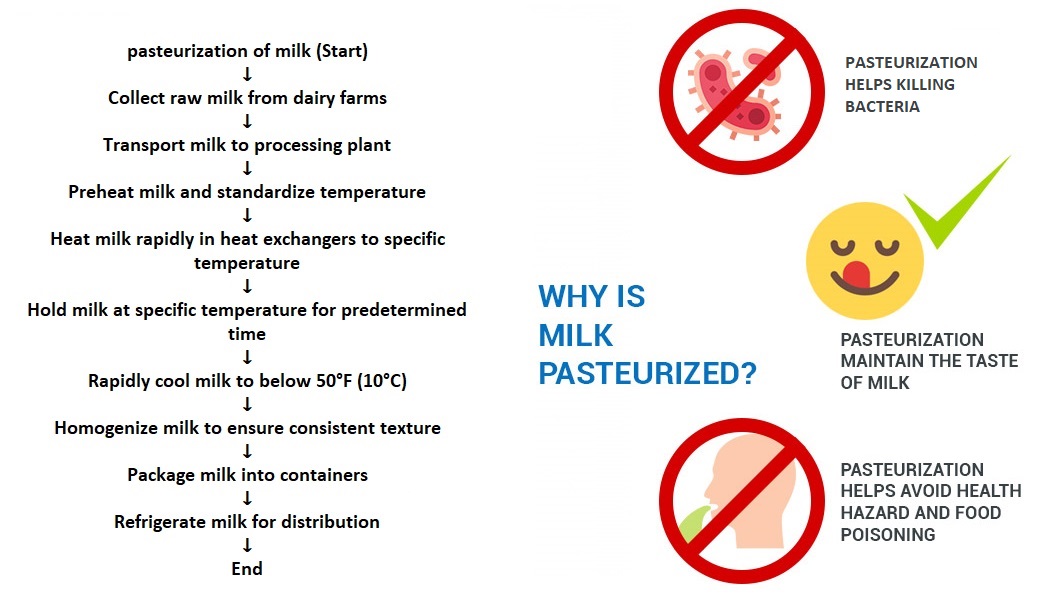 pasteurization of milk (Start)
↓
Collect raw milk from dairy farms
↓
Transport milk to processing plant
↓
Preheat milk and standardize temperature
↓
Heat milk rapidly in heat exchangers to specific
temperature
↓
Hold milk at specific temperature for predetermined
time
↓
Rapidly cool milk to below 50°F (10°C)
↓
Homogenize milk to ensure consistent texture
↓
Package milk into containers
↓
Refrigerate milk for distribution
↓
End
WHY IS
MILK
PASTEURIZED?
PASTEURIZATION
HELPS KILLING
BACTERIA
PASTEURIZATION
MAINTAIN THE TASTE
OF MILK
PASTEURIZATION
HELPS AVOID HEALTH
HAZARD AND FOOD
POISONING